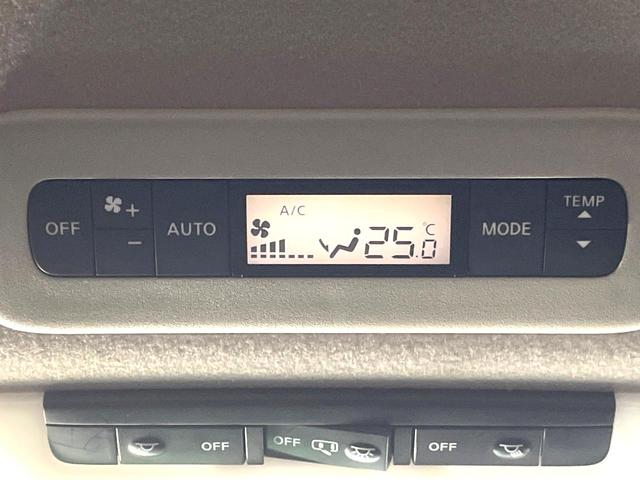 OFF
+
-
AUTO
A/C
25.0 °C
MODE
TEMP
OFF
OFF
OFF